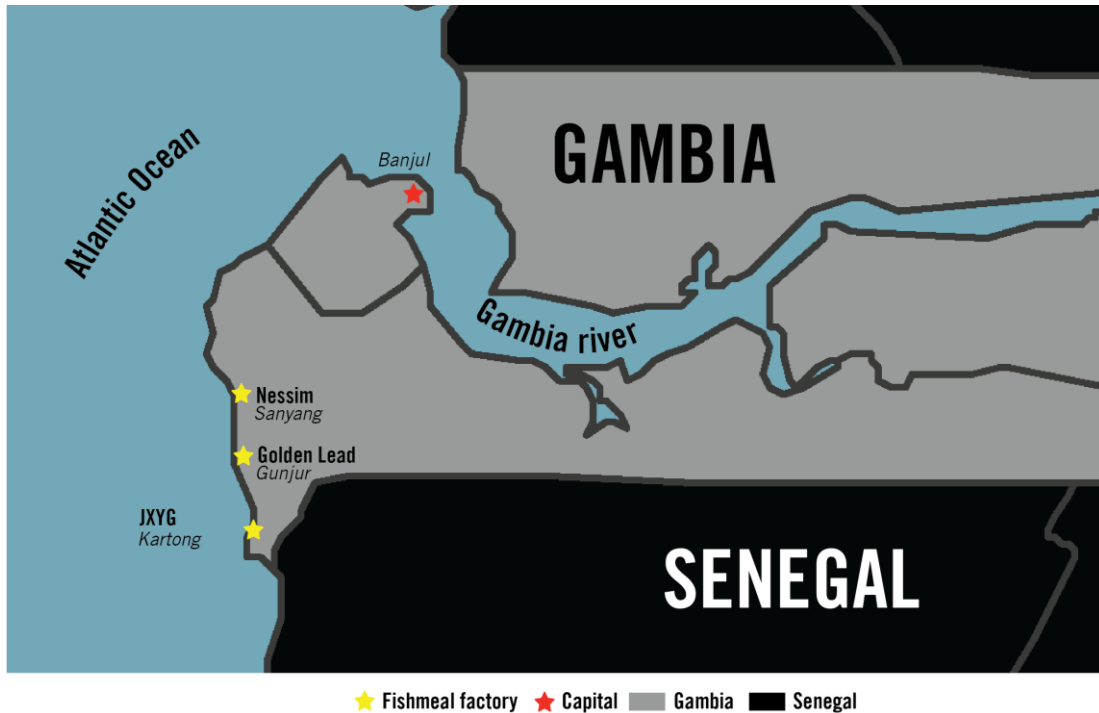 GAMBIA
Banjul
Atlantic Ocean
Gambia river
Nessim
Sanyang
Golden Lead
Gunjur
JXYG
Kartong
SENEGAL
Fishmeal factory Capital Gambia Senegal